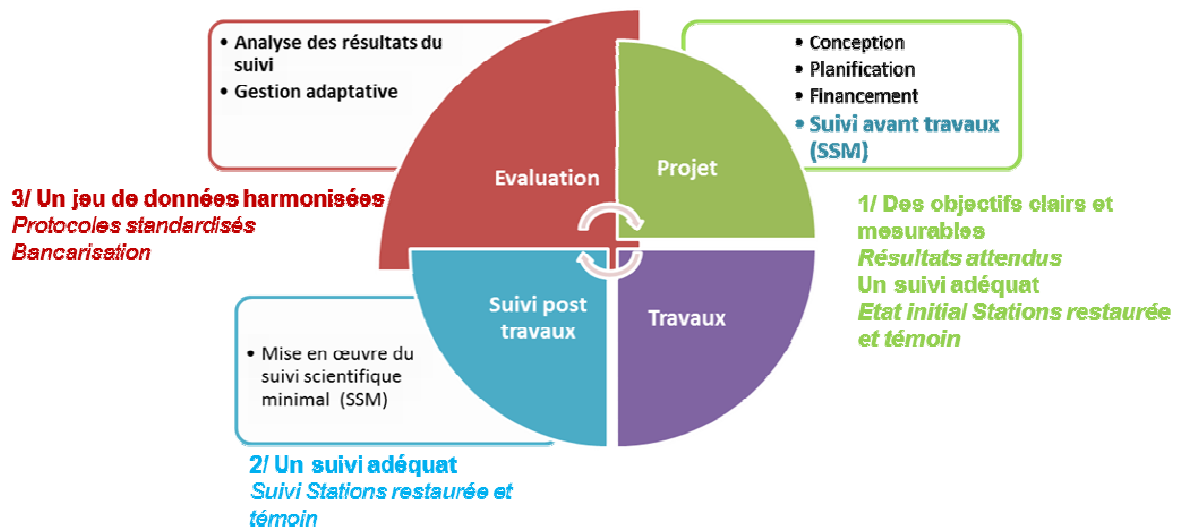 • Analyse des résultats du
suivi
• Gestion adaptative
• Conception
• Planification
• Financement
• Suivi avant travaux
(SSM)
Evaluation
Projet
3/ Un jeu de données harmonisées
Protocoles standardisés
Bancarisation
1/ Des objectifs clairs et
mesurables
Résultats attendus
Un suivi adéquat
Etat initial Stations restaurée
et témoin
Suivi post
travaux
Travaux
• Mise en œuvre du
suivi scientifique
minimal (SSM)
2/ Un suivi adéquat
Suivi Stations restaurée et
témoin